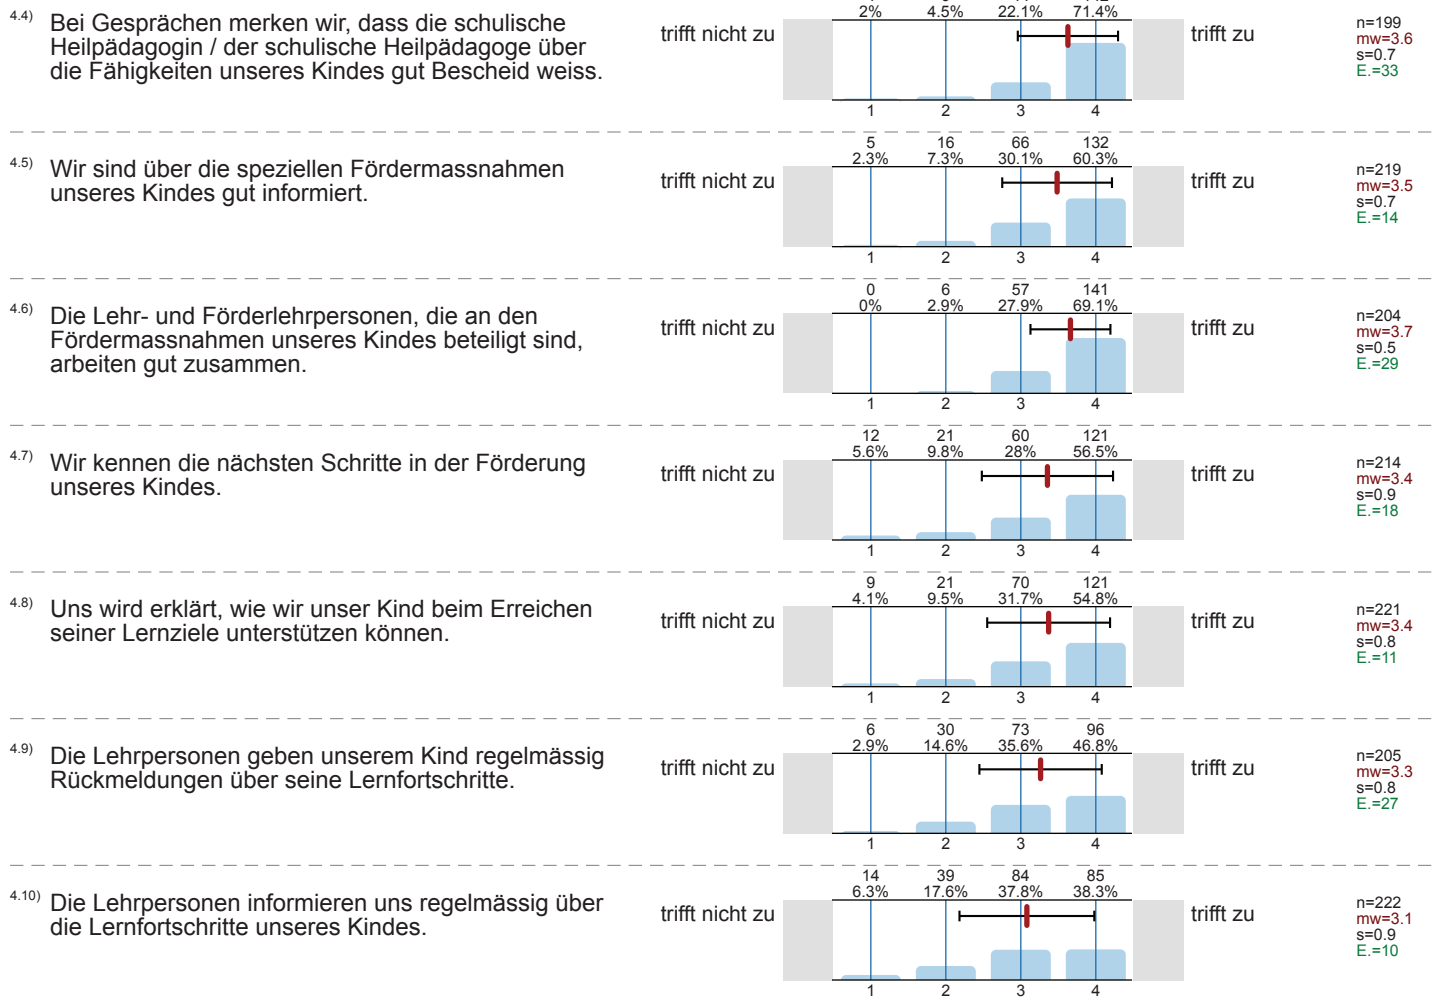 2% 4.5% 22.1% 71.4%
4.4) Bei Gesprächen merken wir, dass die schulische
Heilpädagogin / der schulische Heilpädagoge über
die Fähigkeiten unseres Kindes gut Bescheid weiss.
trifft nicht zu
trifft zu
n=199
mw=3.6
s=0.7
E.=33
1 2 3 4
5 16 66 132
2.3% 7.3% 30.1% 60.3%
4.5) Wir sind über die speziellen Fördermassnahmen
unseres Kindes gut informiert.
trifft nicht zu
trifft zu
n=219
mw=3.5
s=0.7
E.=14
1 2 3 4
0 6 57 141
0% 2.9% 27.9% 69.1%
4.6) Die Lehr- und Förderlehrpersonen, die an den
Fördermassnahmen unseres Kindes beteiligt sind,
arbeiten gut zusammen.
trifft nicht zu
trifft zu
n=204
mw=3.7
s=0.5
E.=29
1 2 3 4
12 21 60 121
5.6% 9.8% 28% 56.5%
4.7) Wir kennen die nächsten Schritte in der Förderung
unseres Kindes.
trifft nicht zu
trifft zu
n=214
mw=3.4
s=0.9
E.=18
1 2 3 4
9 21 70 121
4.1% 9.5% 31.7% 54.8%
4.8) Uns wird erklärt, wie wir unser Kind beim Erreichen
seiner Lernziele unterstützen können.
trifft nicht zu
trifft zu
n=221
mw=3.4
s=0.8
E.=11
1 2 3 4
6 30 73 96
2.9% 14.6% 35.6% 46.8%
4.9) Die Lehrpersonen geben unserem Kind regelmässig
Rückmeldungen über seine Lernfortschritte.
trifft nicht zu
trifft zu
n=205
mw=3.3
s=0.8
E.=27
1 2 3 4
14 39 84 85
6.3% 17.6% 37.8% 38.3%
4.10) Die Lehrpersonen informieren uns regelmässig über
die Lernfortschritte unseres Kindes.
trifft nicht zu
trifft zu
n=222
mw=3.1
s=0.9
E.=10
1 2 3 4